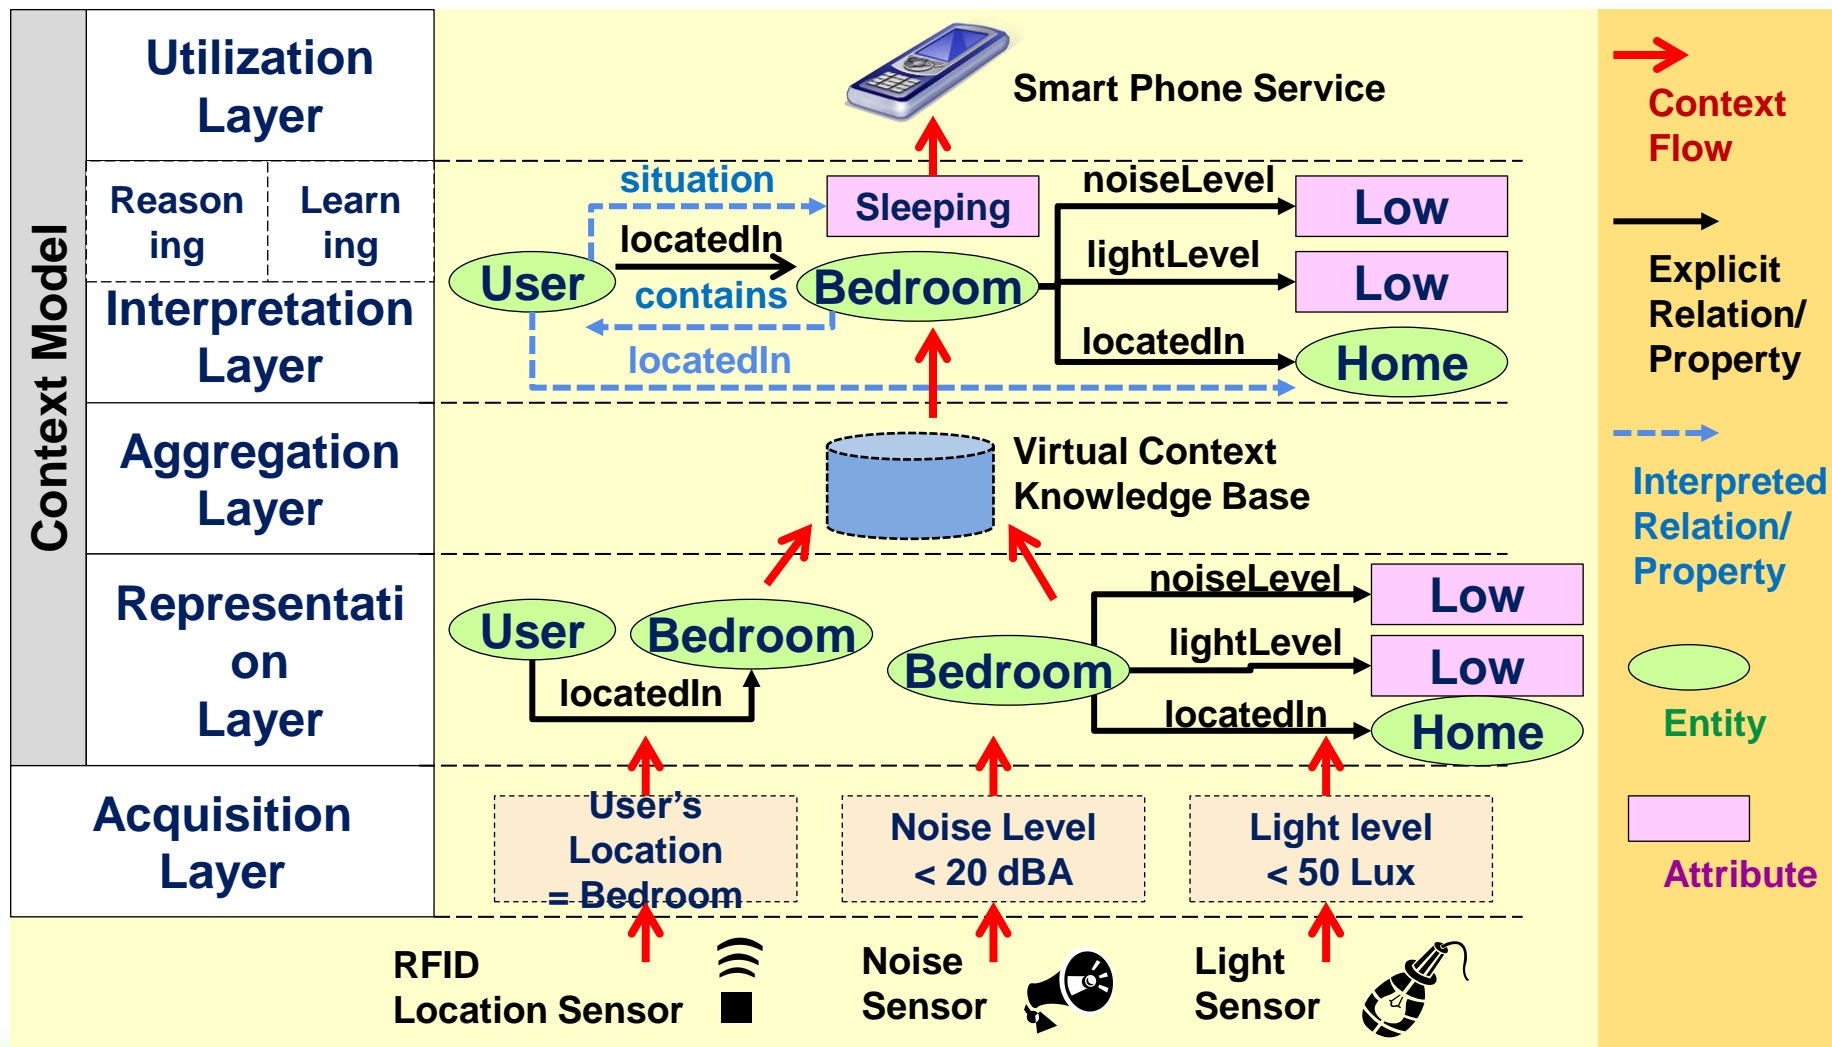 Context Model
Utilization
Layer
Smart Phone Service
Reason
ing
Learn
ing
Interpretation
Layer
situation
Sleeping
noiseLevel
Low
locatedIn
User
Bedroom
lightLevel
Low
contains
locatedIn
locatedIn
Home
Aggregation
Layer
Virtual Context
Knowledge Base
Representati
on
Layer
User
Bedroom
locatedIn
Bedroom
noiseLevel
Low
lightLevel
Low
locatedIn
Home
Acquisition
Layer
User’s
Location
= Bedroom
Noise Level
< 20 dBA
Light level
< 50 Lux
RFID
Location Sensor
Noise
Sensor
Light
Sensor
Context
Flow
Explicit
Relation/
Property
Interpreted
Relation/
Property
Entity
Attribute